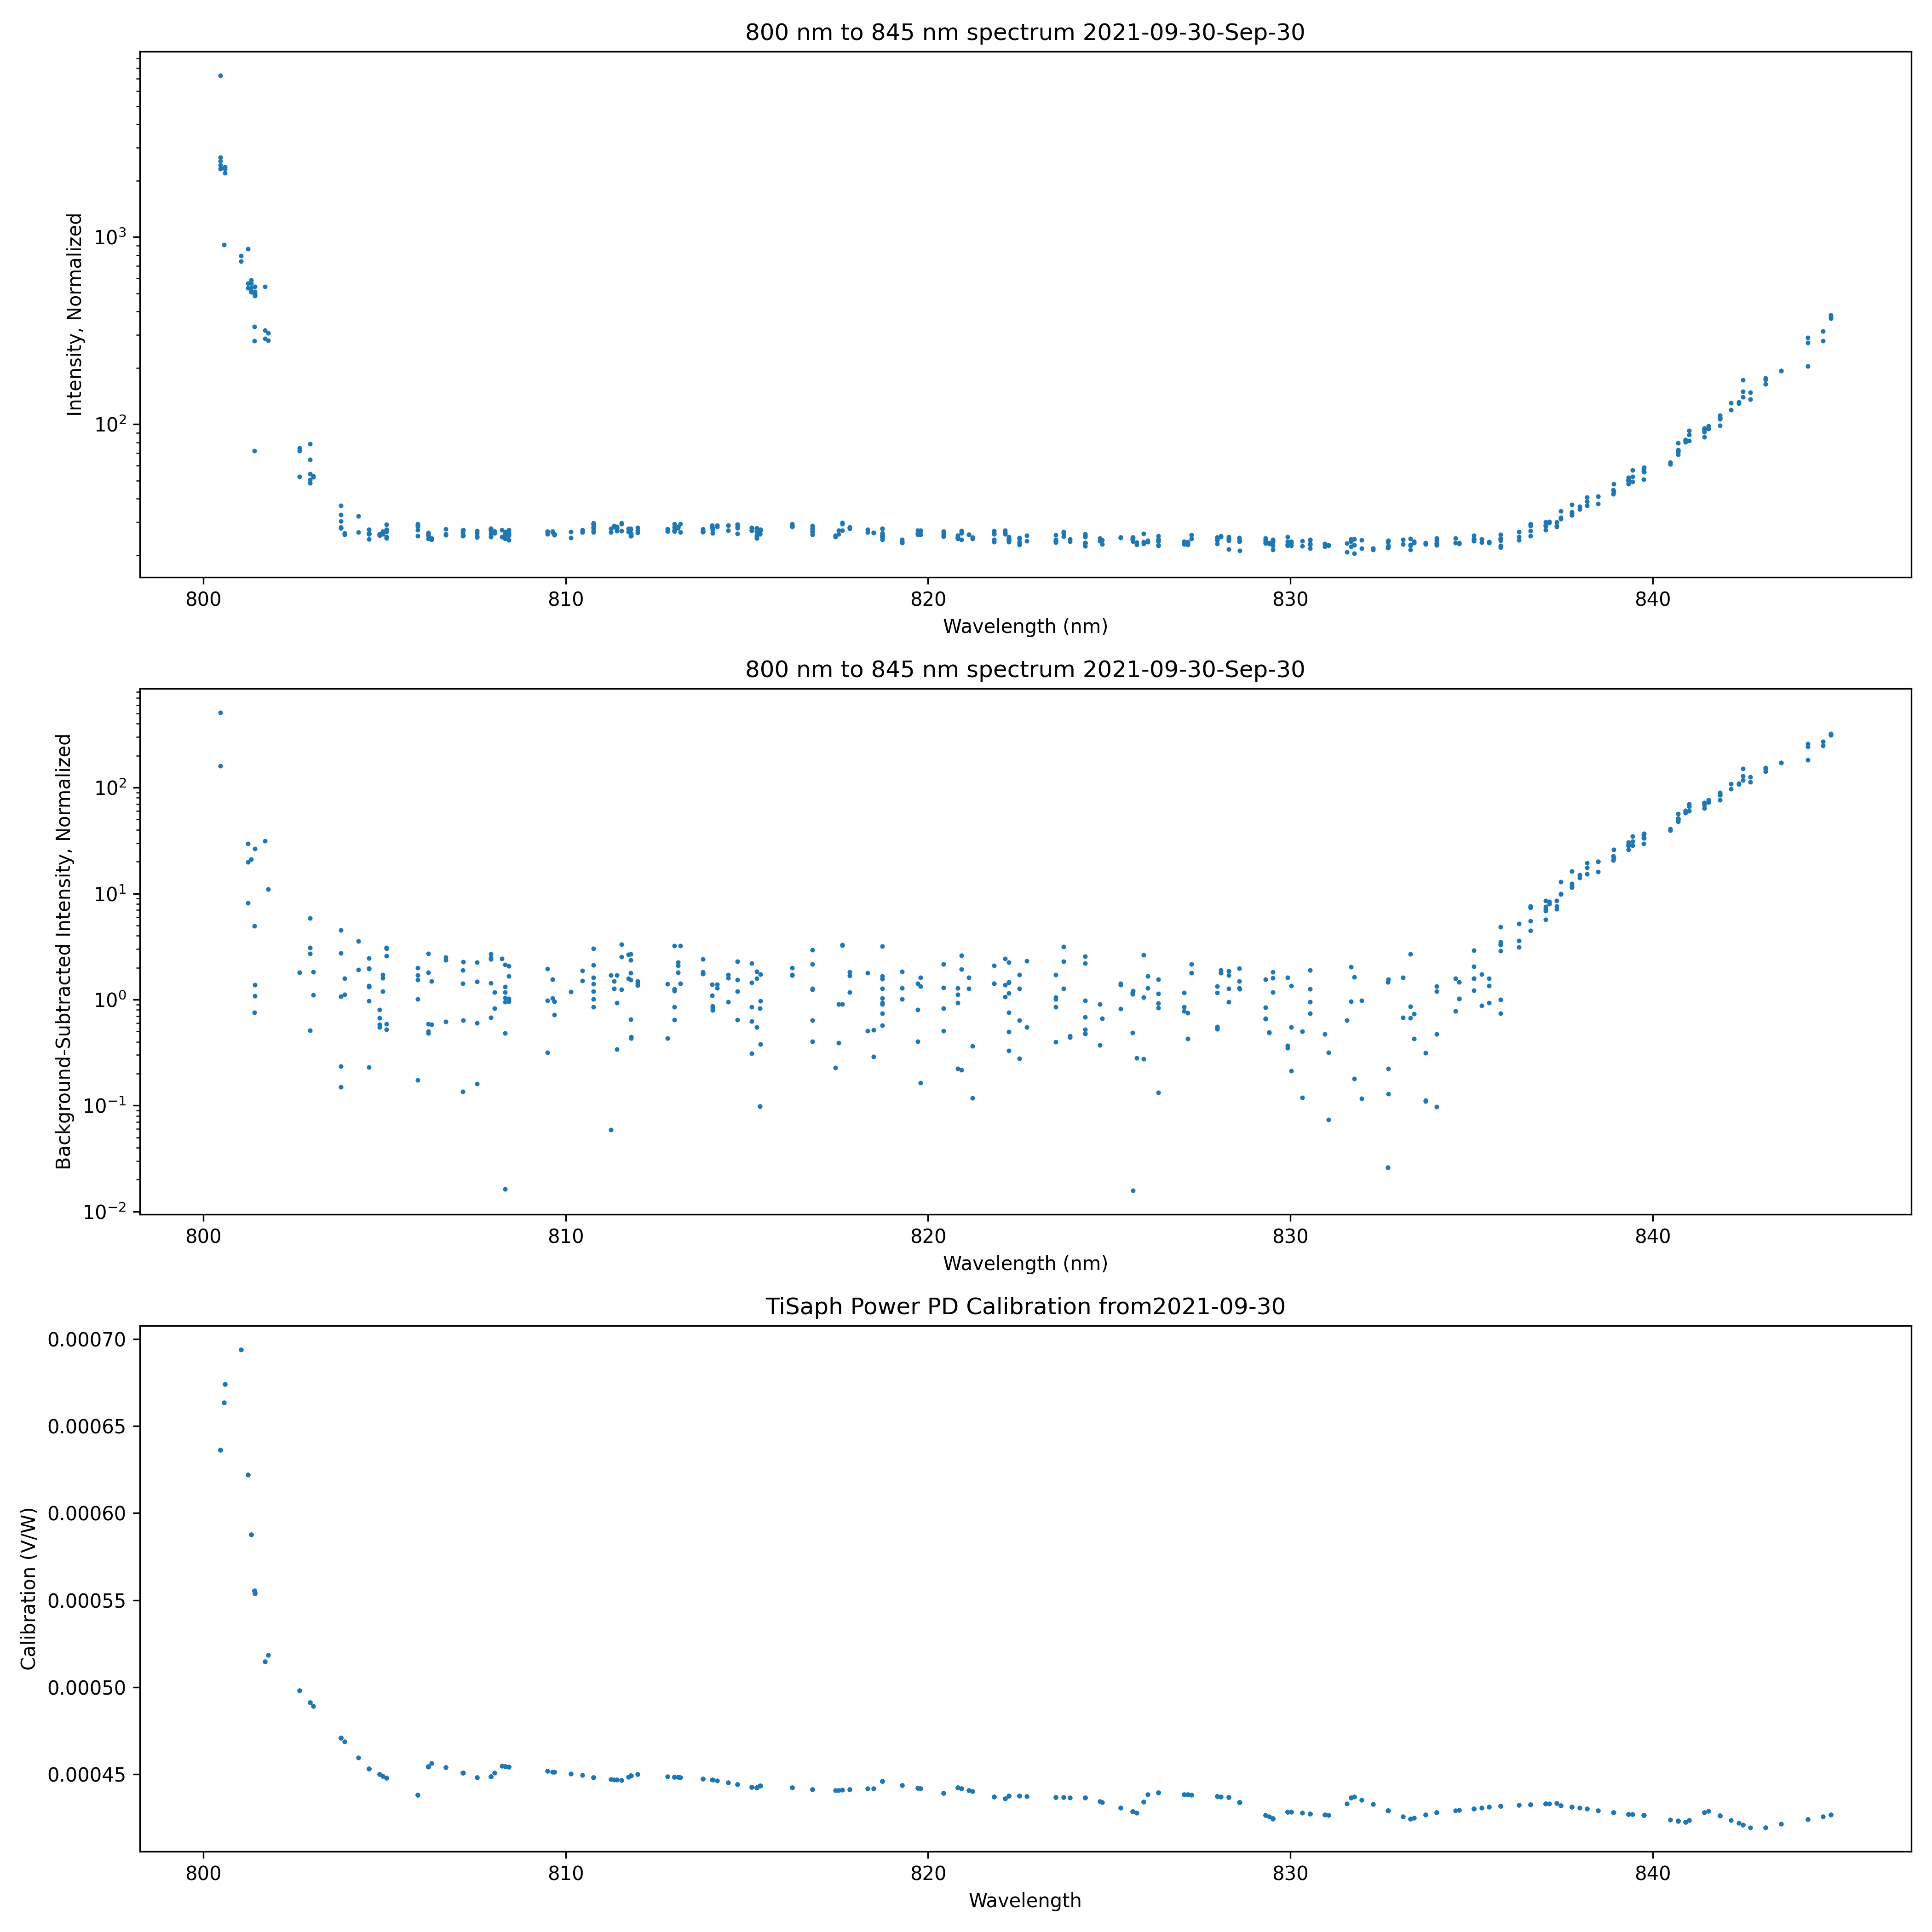 800 nm to 845 nm spectrum 2021-09-30-Sep-30
Intensity, Normalized
10³
10²
800 810 820 830 840
Wavelength (nm)
800 nm to 845 nm spectrum 2021-09-30-Sep-30
Background-Subtracted Intensity, Normalized
10²
10¹
10⁰
10⁻¹
10⁻²
800 810 820 830 840
Wavelength (nm)
TiSaph Power PD Calibration from2021-09-30
Calibration (V/W)
0.00070
0.00065
0.00060
0.00055
0.00050
0.00045
800 810 820 830 840
Wavelength